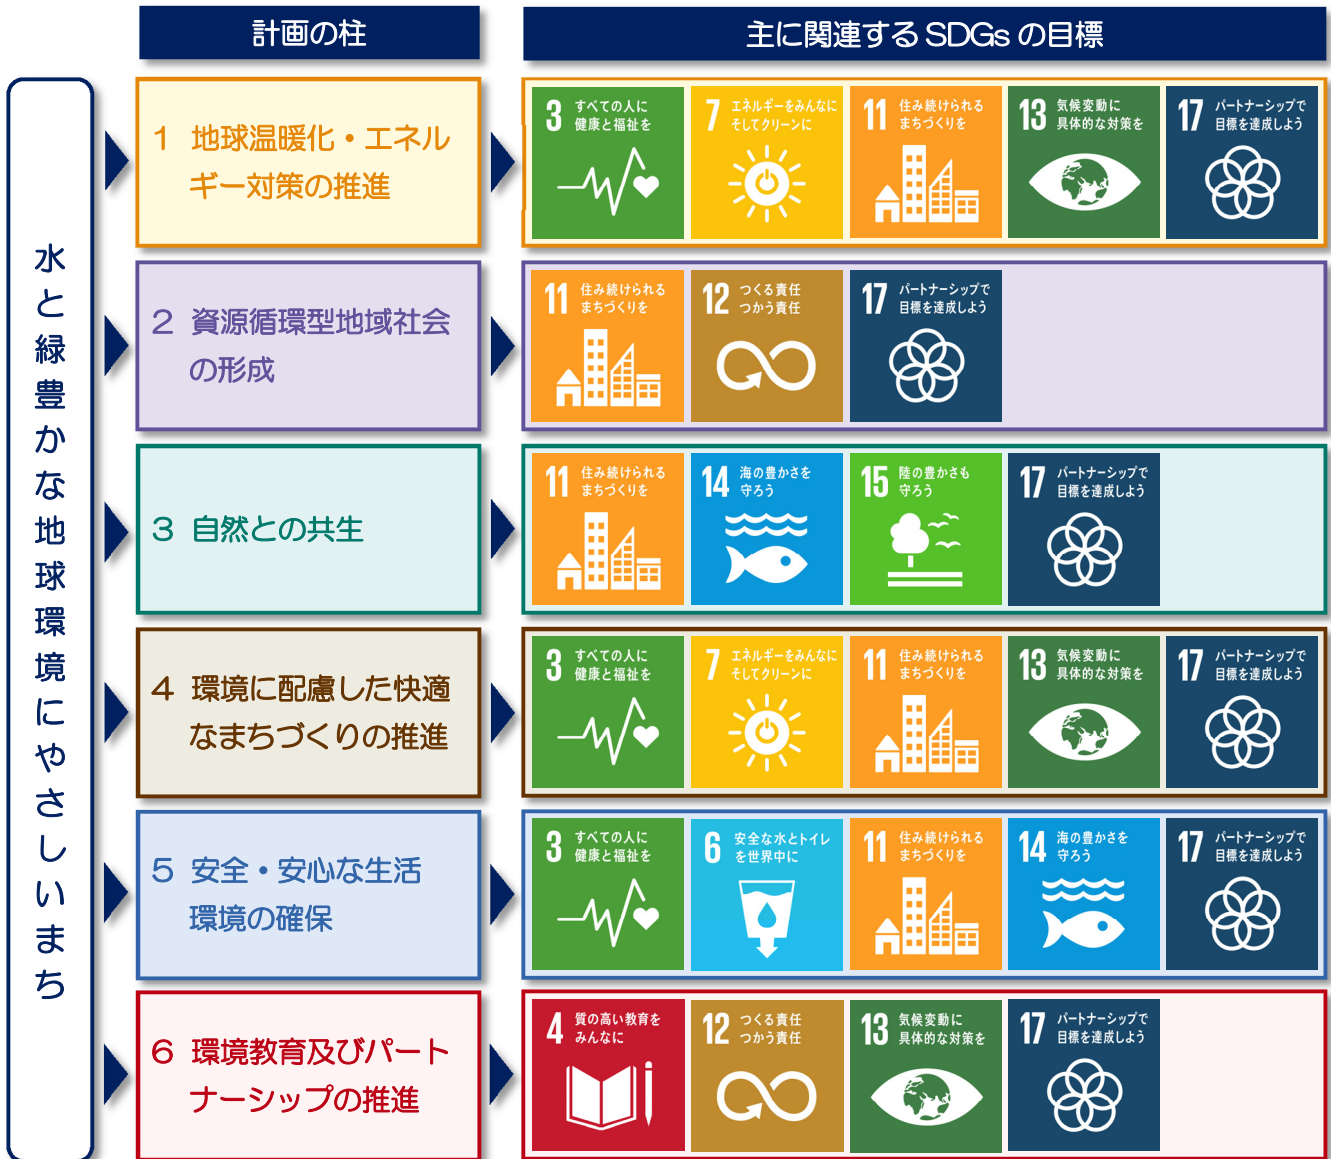 計画の柱
主に関連する SDGs の目標
水と緑豊かな地球環境にやさしいまち
1 地球温暖化・エネル
ギー対策の推進
3 すべての人に
健康と福祉を
7 エネルギーをみんなに
そしてクリーンに
11 住み続けられる
まちづくりを
13 気候変動に
具体的な対策を
17 パートナーシップで
目標を達成しよう
2 資源循環型地域社会
の形成
11 住み続けられる
まちづくりを
12 つくる責任
つかう責任
17 パートナーシップで
目標を達成しよう
3 自然との共生
11 住み続けられる
まちづくりを
14 海の豊かさを
守ろう
15 陸の豊かさも
守ろう
17 パートナーシップで
目標を達成しよう
4 環境に配慮した快適
なまちづくりの推進
3 すべての人に
健康と福祉を
7 エネルギーをみんなに
そしてクリーンに
11 住み続けられる
まちづくりを
13 気候変動に
具体的な対策を
17 パートナーシップで
目標を達成しよう
5 安全・安心な生活
環境の確保
3 すべての人に
健康と福祉を
6 安全な水とトイレ
を世界中に
11 住み続けられる
まちづくりを
14 海の豊かさを
守ろう
17 パートナーシップで
目標を達成しよう
6 環境教育及びパート
ナーシップの推進
4 質の高い教育を
みんなに
12 つくる責任
つかう責任
13 気候変動に
具体的な対策を
17 パートナーシップで
目標を達成しよう